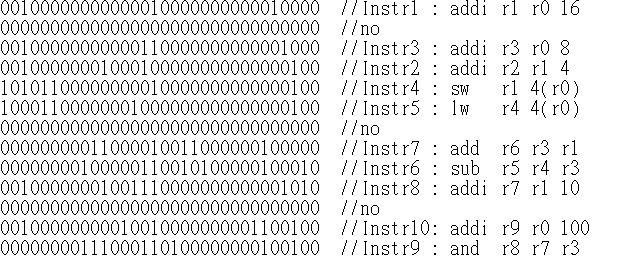 00100000000000010000000000010000 //Instr1 : addi r1 r0 16
00000000000000000000000000000000 //no
00100000000000110000000000001000 //Instr3 : addi r3 r0 8
00100000001000100000000000000100 //Instr2 : addi r2 r1 4
10101100000000010000000000000100 //Instr4 : sw r1 4(r0)
10001100000001000000000000000100 //Instr5 : lw r4 4(r0)
00000000000000000000000000000000 //no
00000000011000010011000000100000 //Instr7 : add r6 r3 r1
00000000100000110010100000100010 //Instr6 : sub r5 r4 r3
00100000001001110000000000001010 //Instr8 : addi r7 r1 10
00000000000000000000000000000000 //no
00100000000010010000000001100100 //Instr10: addi r9 r0 100
00000000111000110100000000100100 //Instr9 : and r8 r7 r3